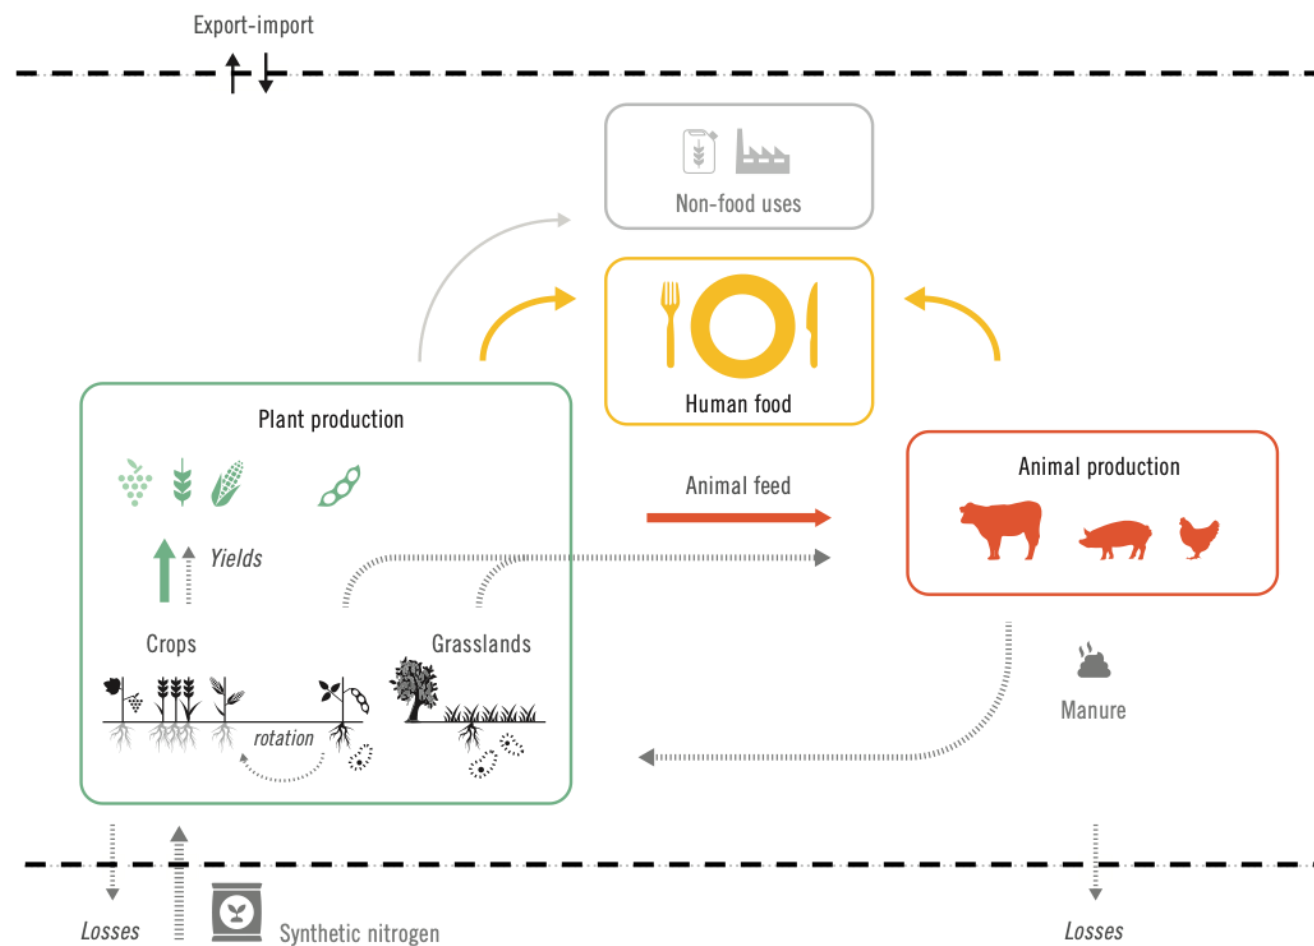 Export-import
Non-food uses
Human food
Plant production
Animal production
Animal feed
Yields
Crops
Grasslands
rotation
Manure
Losses
Synthetic nitrogen
Losses